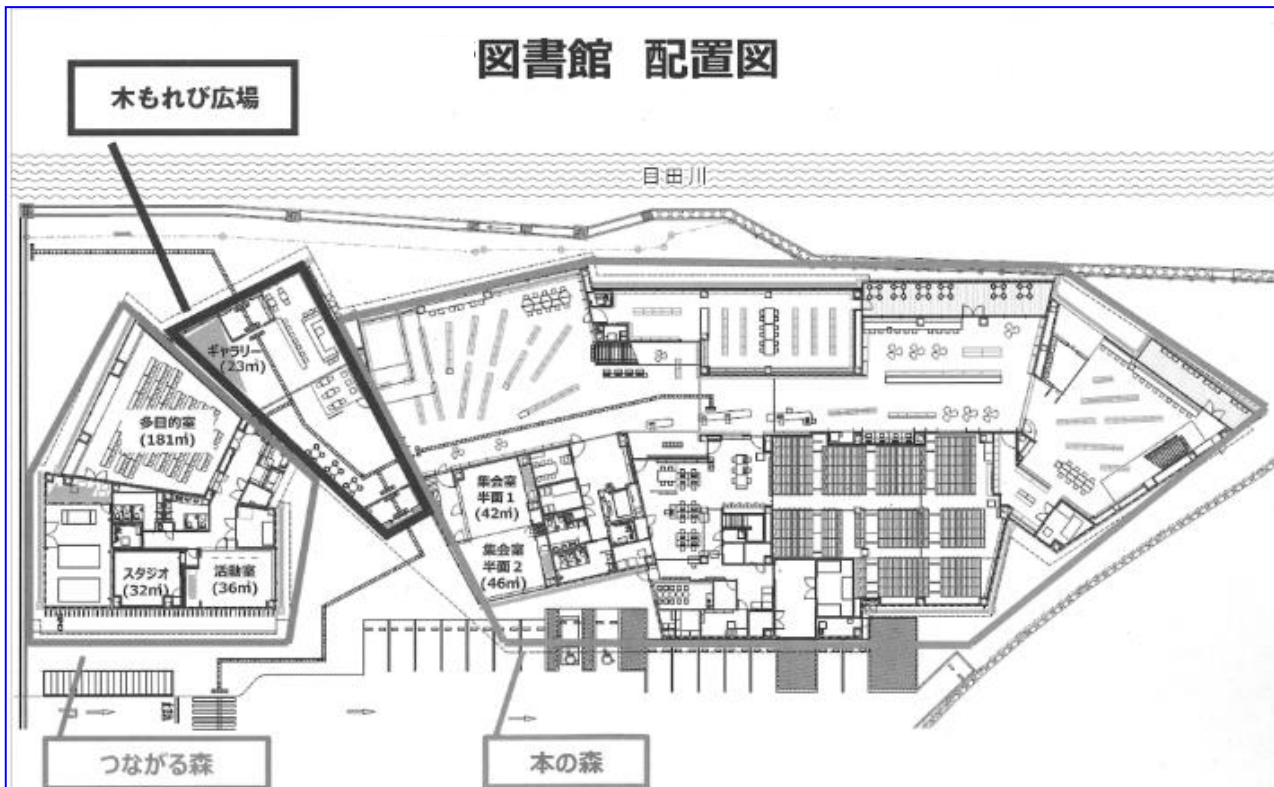 図書館 配置図
木もれび広場
目田川
ギャラリー
(23㎡)
多目的室
(181㎡)
集会室
半面1
(42㎡)
集会室
半面2
(46㎡)
スタジオ
(32㎡)
活動室
(36㎡)
つながる森
本の森